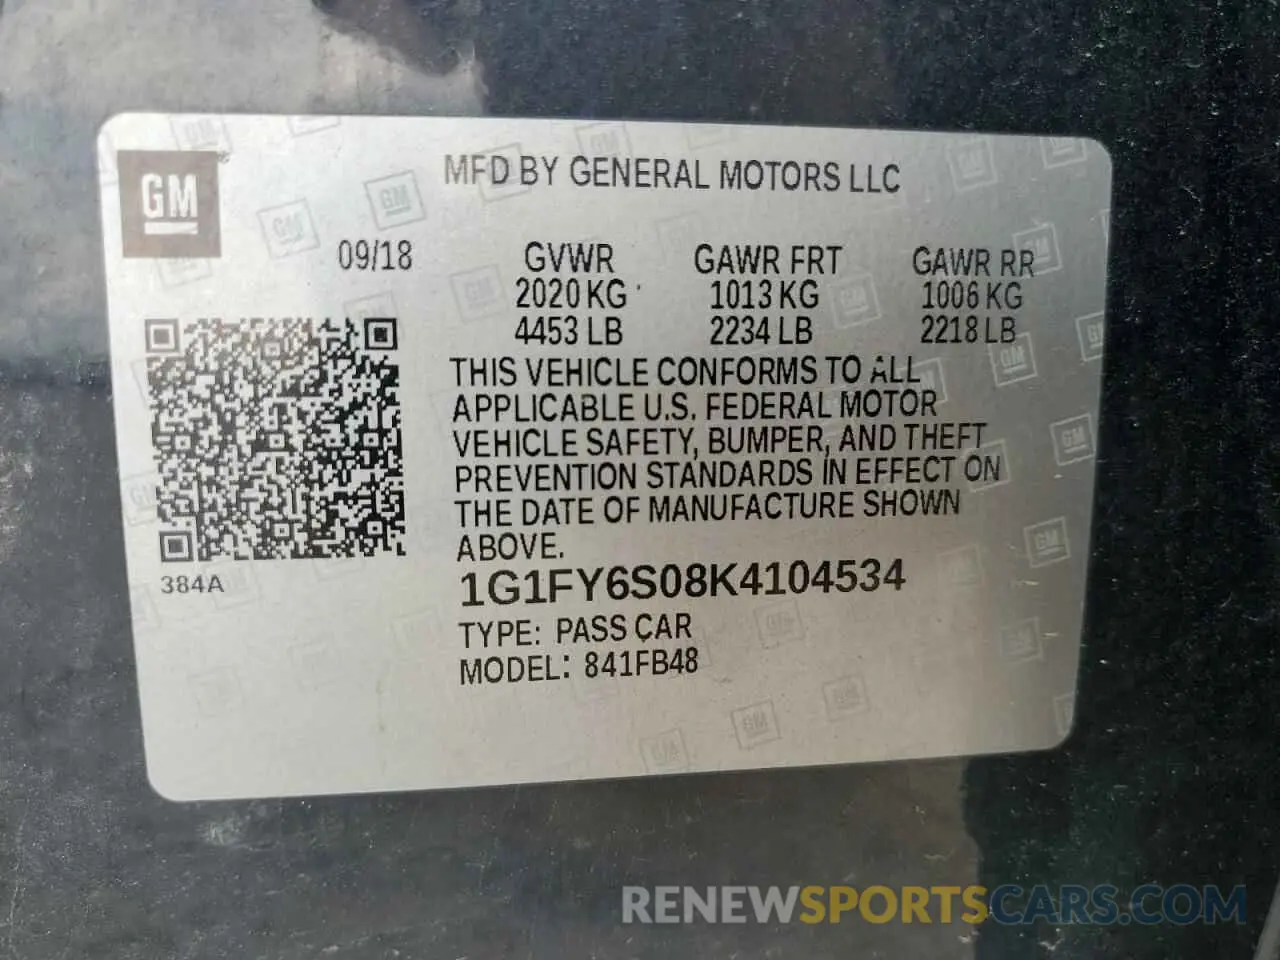 GM
MFD BY GENERAL MOTORS LLC
09/18
GVWR GAWR FRT GAWR RR
2020 KG 1013 KG 1006 KG
4453 LB 2234 LB 2218 LB
THIS VEHICLE CONFORMS TO ALL
APPLICABLE U.S. FEDERAL MOTOR
VEHICLE SAFETY, BUMPER, AND THEFT
PREVENTION STANDARDS IN EFFECT ON
THE DATE OF MANUFACTURE SHOWN
ABOVE.
384A
1G1FY6S08K4104534
TYPE: PASS CAR
MODEL: 841FB48
RENEWSPORTSCARS.COM